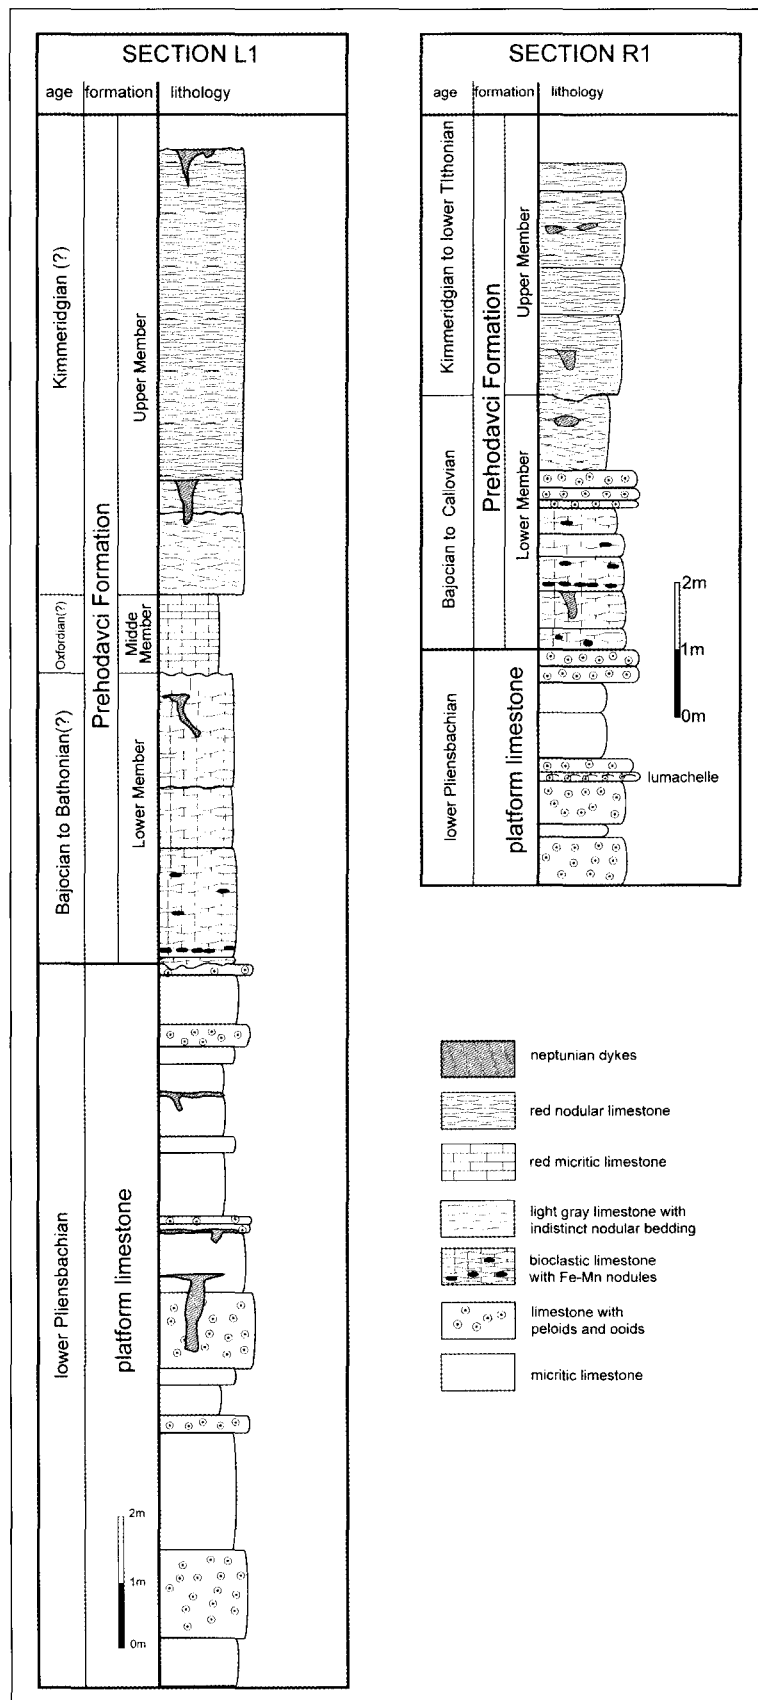 SECTION L1
age formation lithology
Kimmeridgian (?)
Oxfordian(?)
Bajocian to Bathonian(?)
lower Pliensbachian
Prehodavci Formation
platform limestone
Upper Member
Midde
Member
Lower Member
2m
1m
0m
SECTION R1
age formation lithology
Kimmeridgian to lower Tithonian
Bajocian to Callovian
lower Pliensbachian
Prehodavci Formation
platform limestone
Upper Member
Lower Member
2m
1m
0m
lumachelle
neptunian dykes
red nodular limestone
red micritic limestone
light gray limestone with
indistinct nodular bedding
bioclastic limestone
with Fe-Mn nodules
limestone with
peloids and ooids
micritic limestone